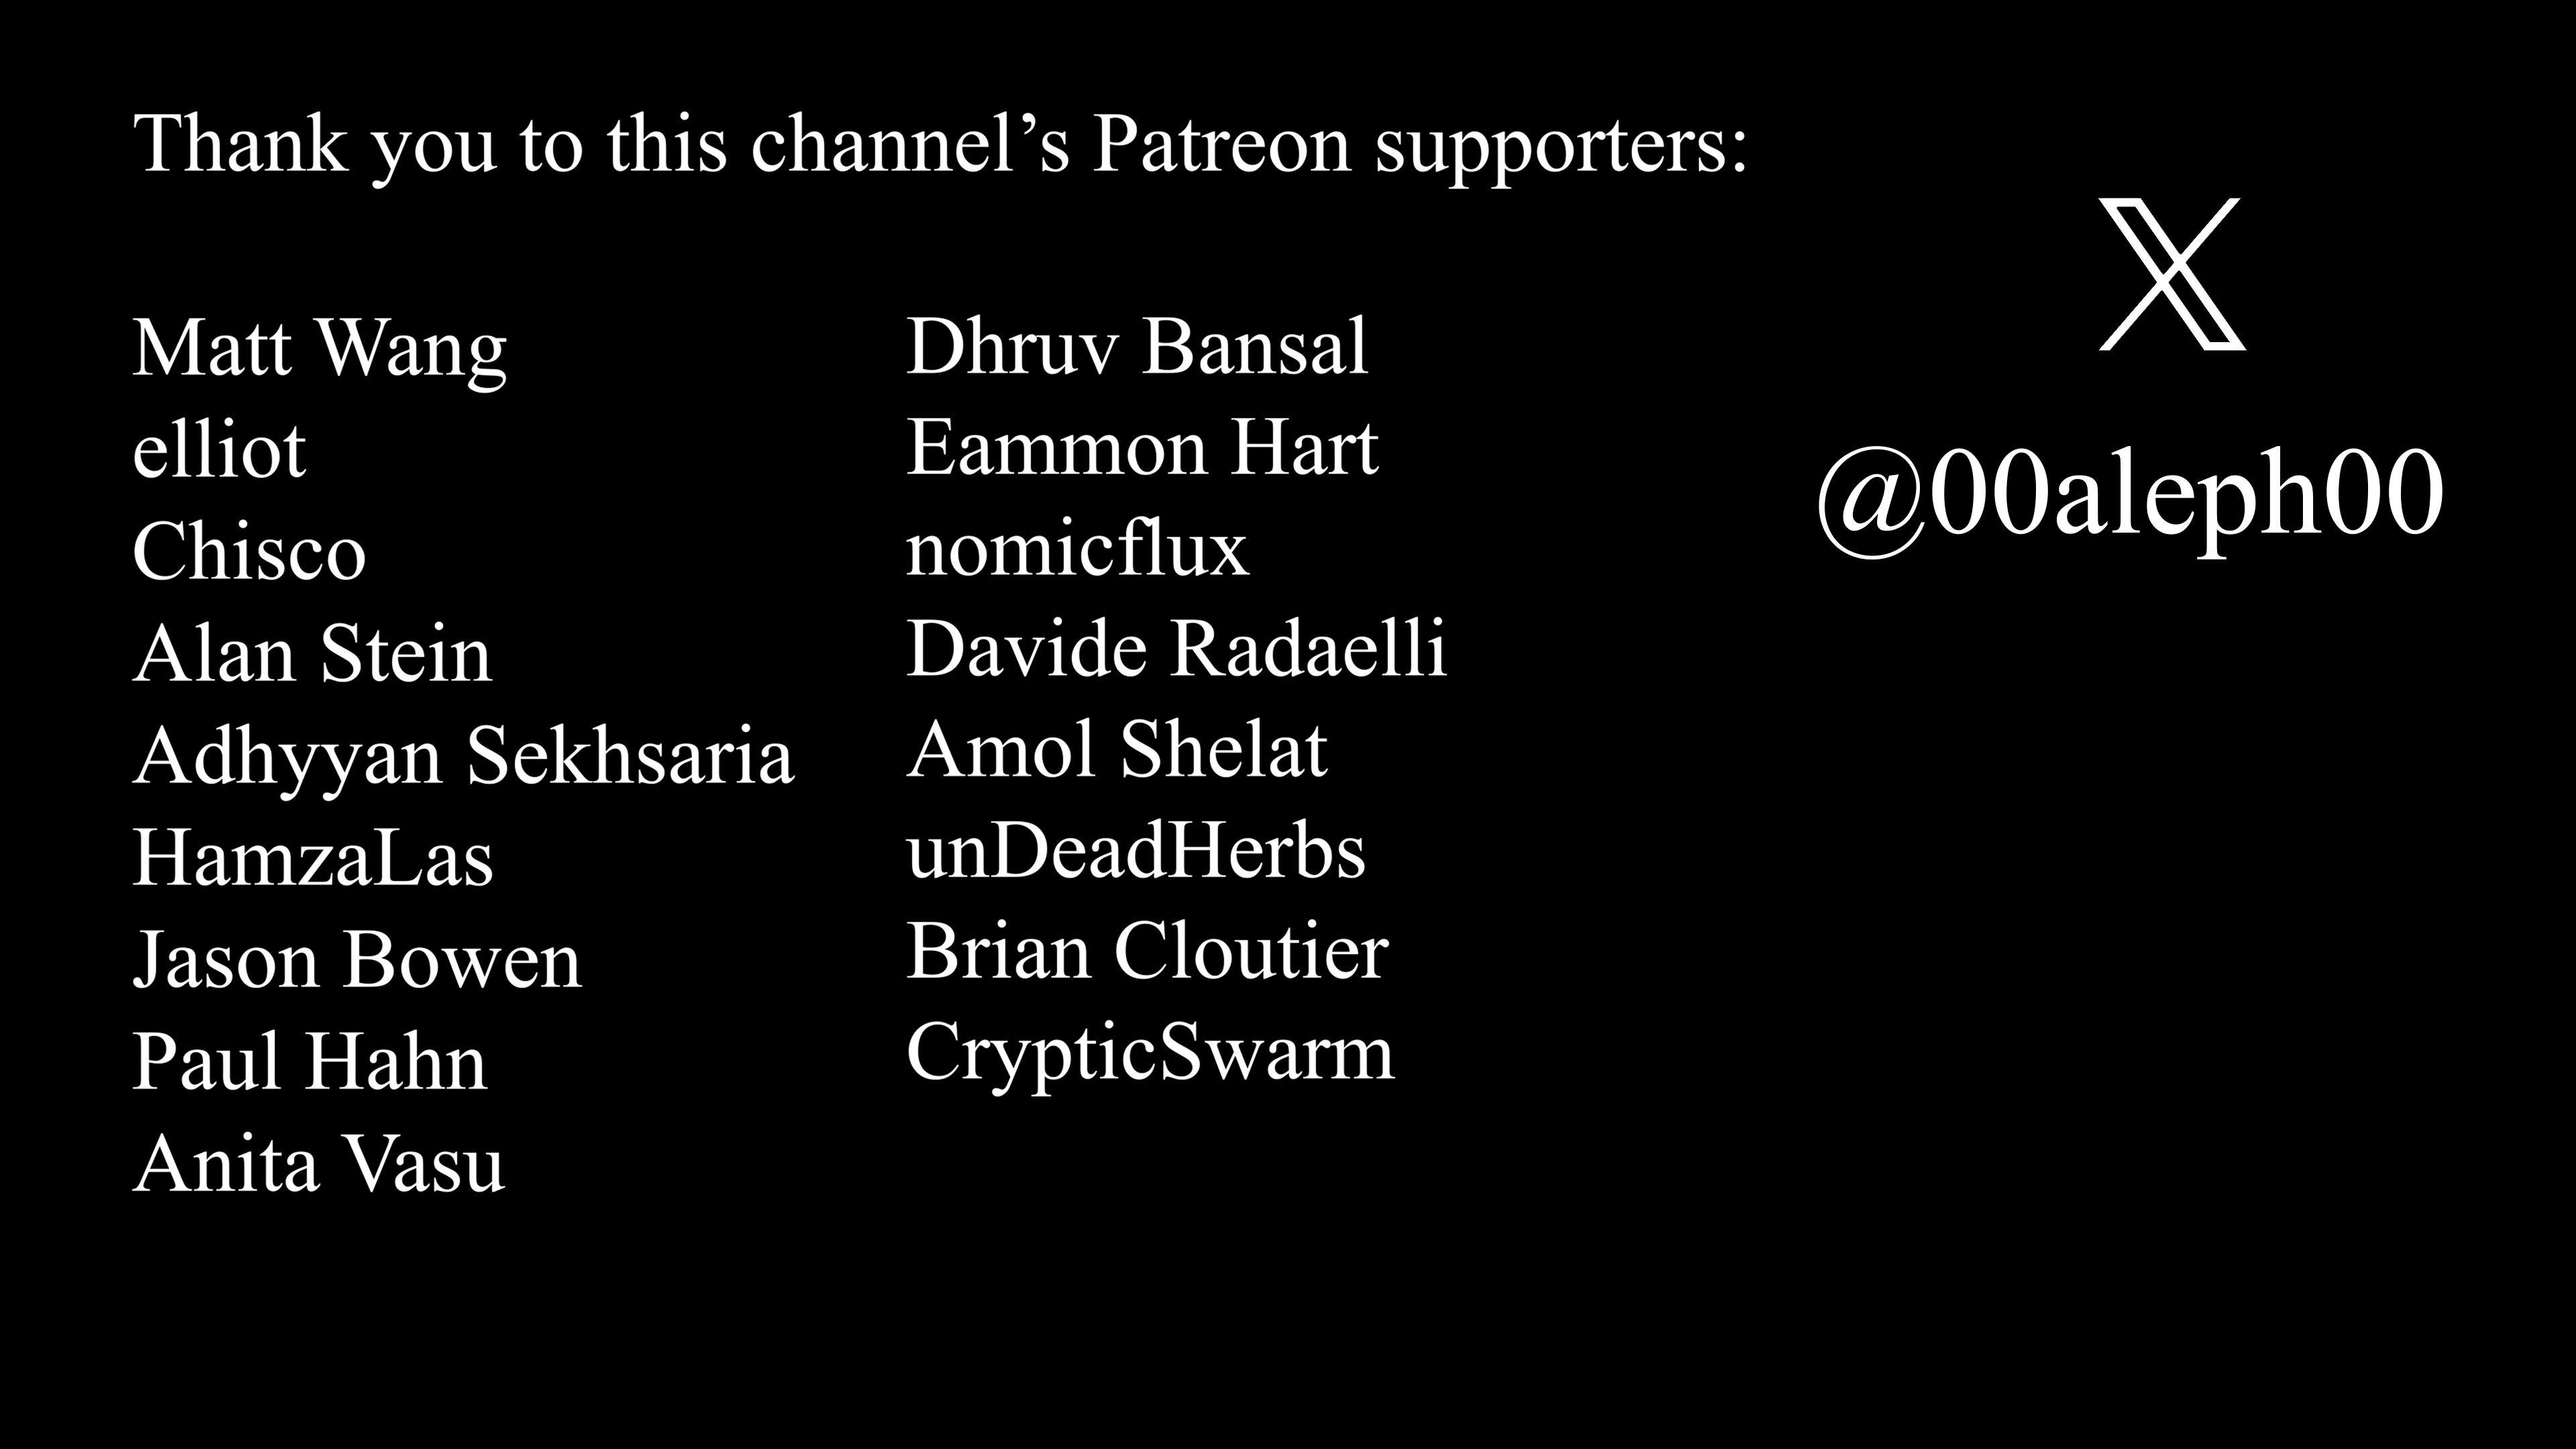 Thank you to this channel’s Patreon supporters:
Matt Wang
elliot
Chisco
Alan Stein
Adhyyan Sekhsaria
HamzaLas
Jason Bowen
Paul Hahn
Anita Vasu
Dhruv Bansal
Eammon Hart
nomicflux
Davide Radaelli
Amol Shelat
unDeadHerbs
Brian Cloutier
CrypticSwarm
X
@00aleph00